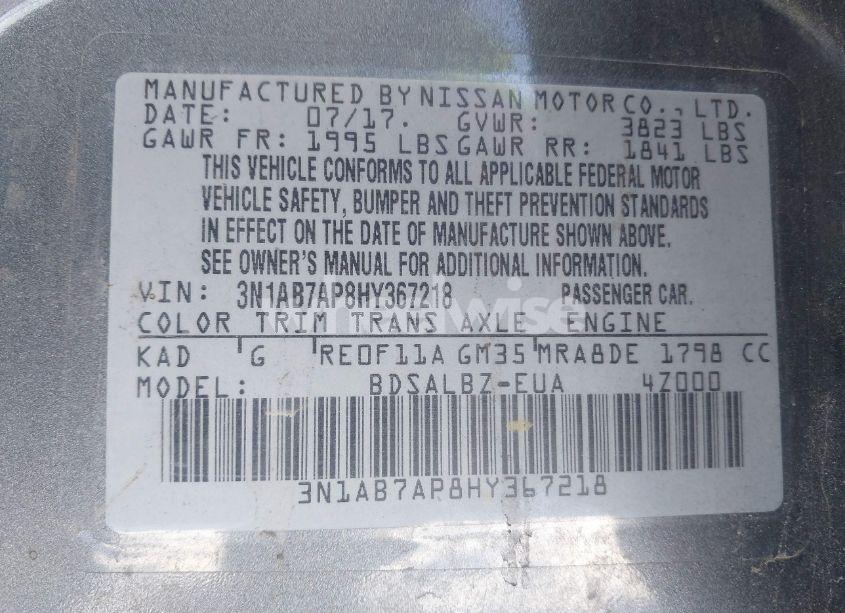 MANUFACTURED BY NISSAN MOTOR CO., LTD.
DATE: 07/17. GVWR: 3823 LBS
GAWR FR: 1995 LBS GAWR RR: 1841 LBS
THIS VEHICLE CONFORMS TO ALL APPLICABLE FEDERAL MOTOR
VEHICLE SAFETY, BUMPER AND THEFT PREVENTION STANDARDS
IN EFFECT ON THE DATE OF MANUFACTURE SHOWN ABOVE.
SEE OWNER'S MANUAL FOR ADDITIONAL INFORMATION.
VIN: 3N1AB7AP8HY367218 PASSENGER CAR.
COLOR TRIM TRANS AXLE ENGINE
KAD G RE0F11A GM35 MRA8DE 1798 CC
MODEL: BDSALBZ-EUA 4Z000
3N1AB7AP8HY367218